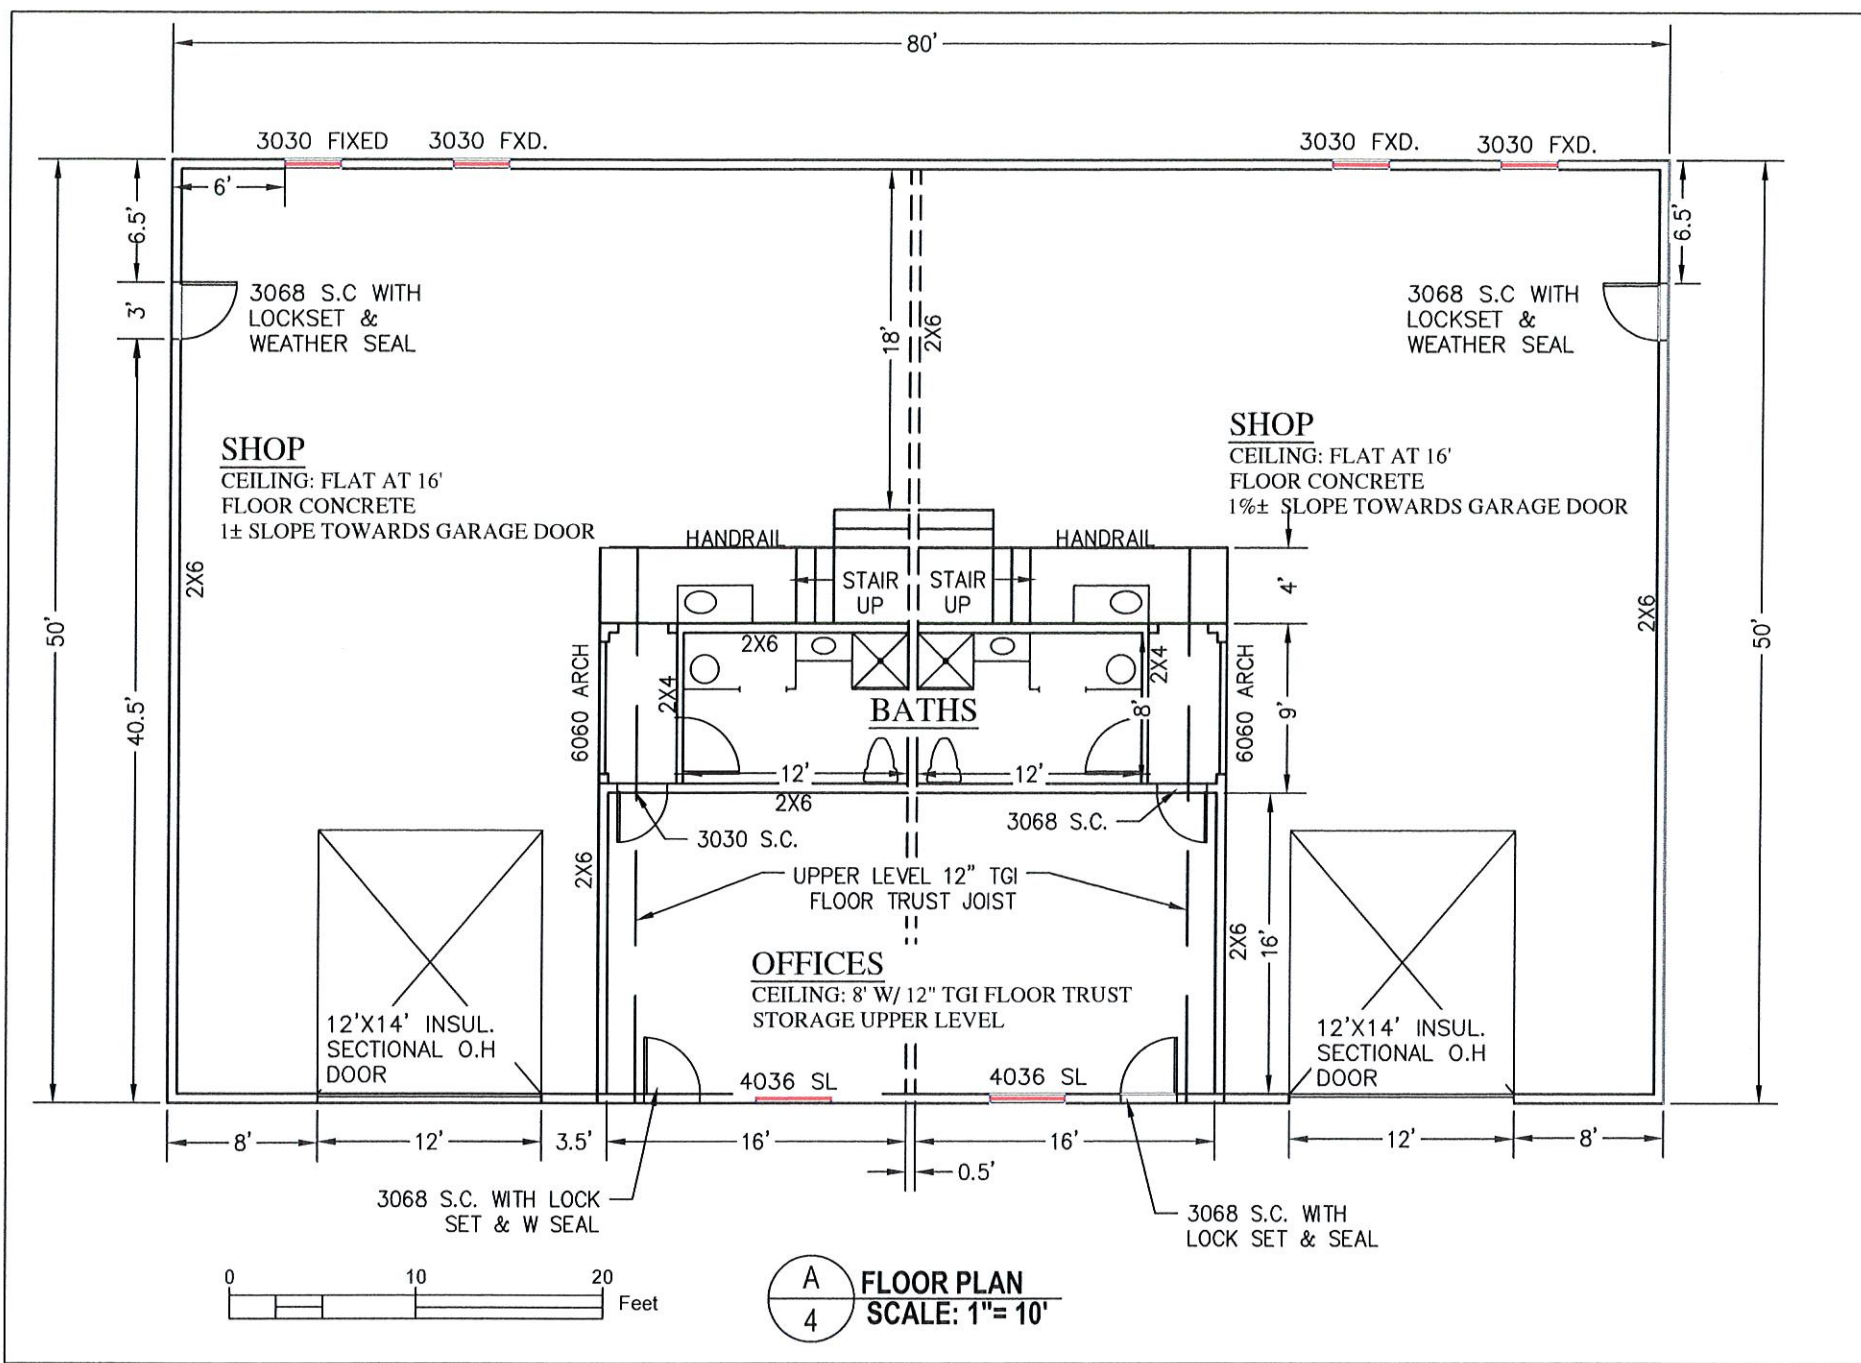 80'
3030 FIXED
3030 FXD.
3030 FXD.
3030 FXD.
6'
6.5'
6.5'
3'
3068 S.C WITH
LOCKSET &
WEATHER SEAL
18'
2X6
3068 S.C WITH
LOCKSET &
WEATHER SEAL
SHOP
CEILING: FLAT AT 16'
FLOOR CONCRETE
1± SLOPE TOWARDS GARAGE DOOR
SHOP
CEILING: FLAT AT 16'
FLOOR CONCRETE
1%± SLOPE TOWARDS GARAGE DOOR
50'
40.5'
2X6
HANDRAIL
HANDRAIL
STAIR
UP
STAIR
UP
4'
2X6
50'
6060 ARCH
2X4
2X6
BATHS
8'
2X4
6060 ARCH
9'
12'
12'
2X6
3030 S.C.
3068 S.C.
2X6
UPPER LEVEL 12" TGI
FLOOR TRUST JOIST
2X6
16'
OFFICES
CEILING: 8' W/ 12" TGI FLOOR TRUST
STORAGE UPPER LEVEL
12'X14' INSUL.
SECTIONAL O.H
DOOR
12'X14' INSUL.
SECTIONAL O.H
DOOR
4036 SL
4036 SL
8'
12'
3.5'
16'
16'
12'
8'
0.5'
3068 S.C. WITH LOCK
SET & W SEAL
3068 S.C. WITH
LOCK SET & SEAL
0 10 20
Feet
A
4
FLOOR PLAN
SCALE: 1"= 10'